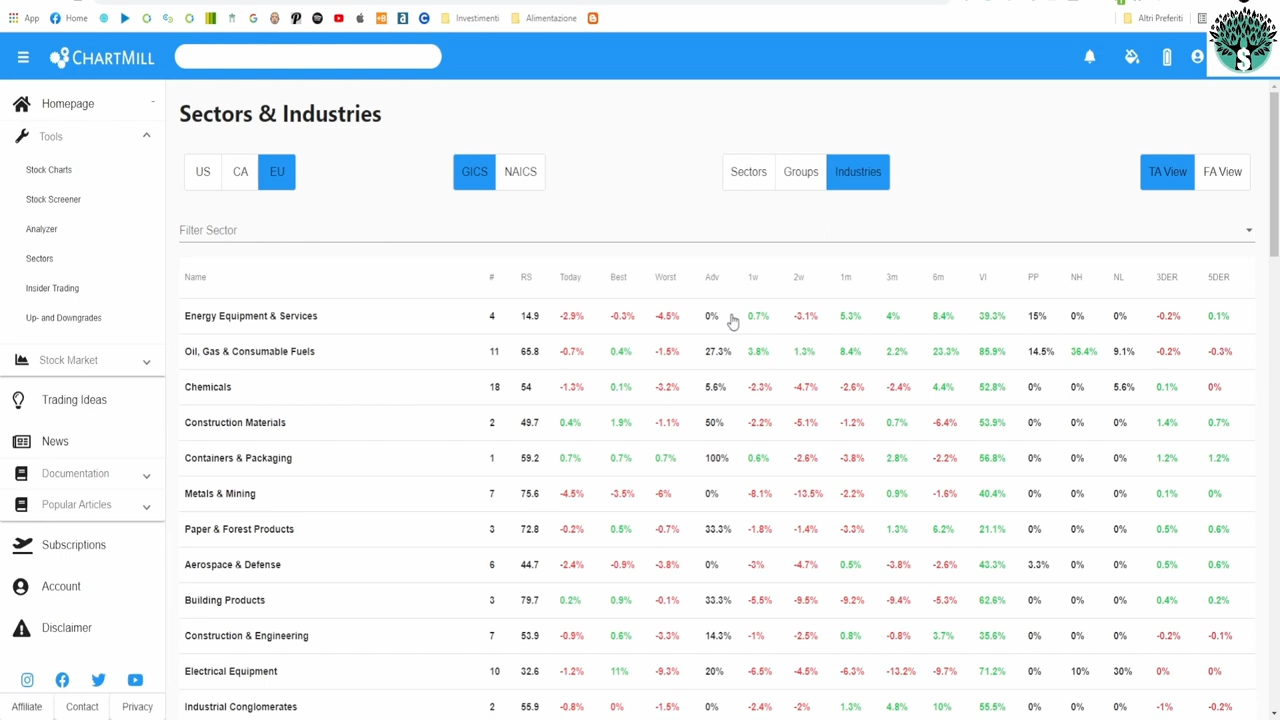 App Facebook Home Investimenti Alimentazione Altri Preferiti
CHARTMILL
Homepage
Tools
Stock Charts
Stock Screener
Analyzer
Sectors
Insider Trading
Up- and Downgrades
Stock Market
Trading Ideas
News
Documentation
Popular Articles
Subscriptions
Account
Disclaimer
Affiliate Contact Privacy
Sectors & Industries
US CA EU GICS NAICS Sectors Groups Industries TA View FA View
Filter Sector
Name # RS Today Best Worst Adv 1w 2w 1m 3m 6m VI PP NH NL 3DER 5DER
Energy Equipment & Services 4 14.9 -2.9% -0.3% -4.5% 0% 0.7% -3.1% 5.3% 4% 8.4% 39.3% 15% 0% 0% -0.2% 0.1%
Oil, Gas & Consumable Fuels 11 65.8 -0.7% 0.4% -1.5% 27.3% 3.8% 1.3% 8.4% 2.2% 23.3% 85.9% 14.5% 36.4% 9.1% -0.2% -0.3%
Chemicals 18 54 -1.3% 0.1% -3.2% 5.6% -2.3% -4.7% -2.6% -2.4% 4.4% 52.8% 0% 0% 5.6% 0.1% 0%
Construction Materials 2 49.7 0.4% 1.9% -1.1% 50% -2.2% -5.1% -1.2% 0.7% -6.4% 53.9% 0% 0% 0% 1.4% 0.7%
Containers & Packaging 1 59.2 0.7% 0.7% 0.7% 100% 0.6% -2.6% -3.8% 2.8% -2.2% 56.8% 0% 0% 0% 1.2% 1.2%
Metals & Mining 7 75.6 -4.5% -3.5% -6% 0% -8.1% -13.5% -2.2% 0.9% -1.6% 40.4% 0% 0% 0% 0.1% 0%
Paper & Forest Products 3 72.8 -0.2% 0.5% -0.7% 33.3% -1.8% -1.4% -3.3% 1.3% 6.2% 21.1% 0% 0% 0% 0.5% 0.6%
Aerospace & Defense 6 44.7 -2.4% -0.9% -3.8% 0% -3% -4.7% 0.5% -3.8% -2.6% 43.3% 3.3% 0% 0% 0.5% 0.6%
Building Products 3 79.7 0.2% 0.9% -0.1% 33.3% -5.5% -9.5% -9.2% -9.4% -5.3% 62.6% 0% 0% 0% 0.4% 0.2%
Construction & Engineering 7 53.9 -0.9% 0.6% -3.3% 14.3% -1% -2.5% 0.8% -0.8% 3.7% 35.6% 0% 0% 0% -0.2% -0.1%
Electrical Equipment 10 32.6 -1.2% 11% -9.3% 20% -6.5% -4.5% -6.3% -13.2% -9.7% 71.2% 0% 10% 30% 0% 0%
Industrial Conglomerates 2 55.9 -0.8% 0% -1.5% 0% -2.4% -2% 1.3% 4.8% 10% 55.5% 0% 0% 0% -1% -0.2%